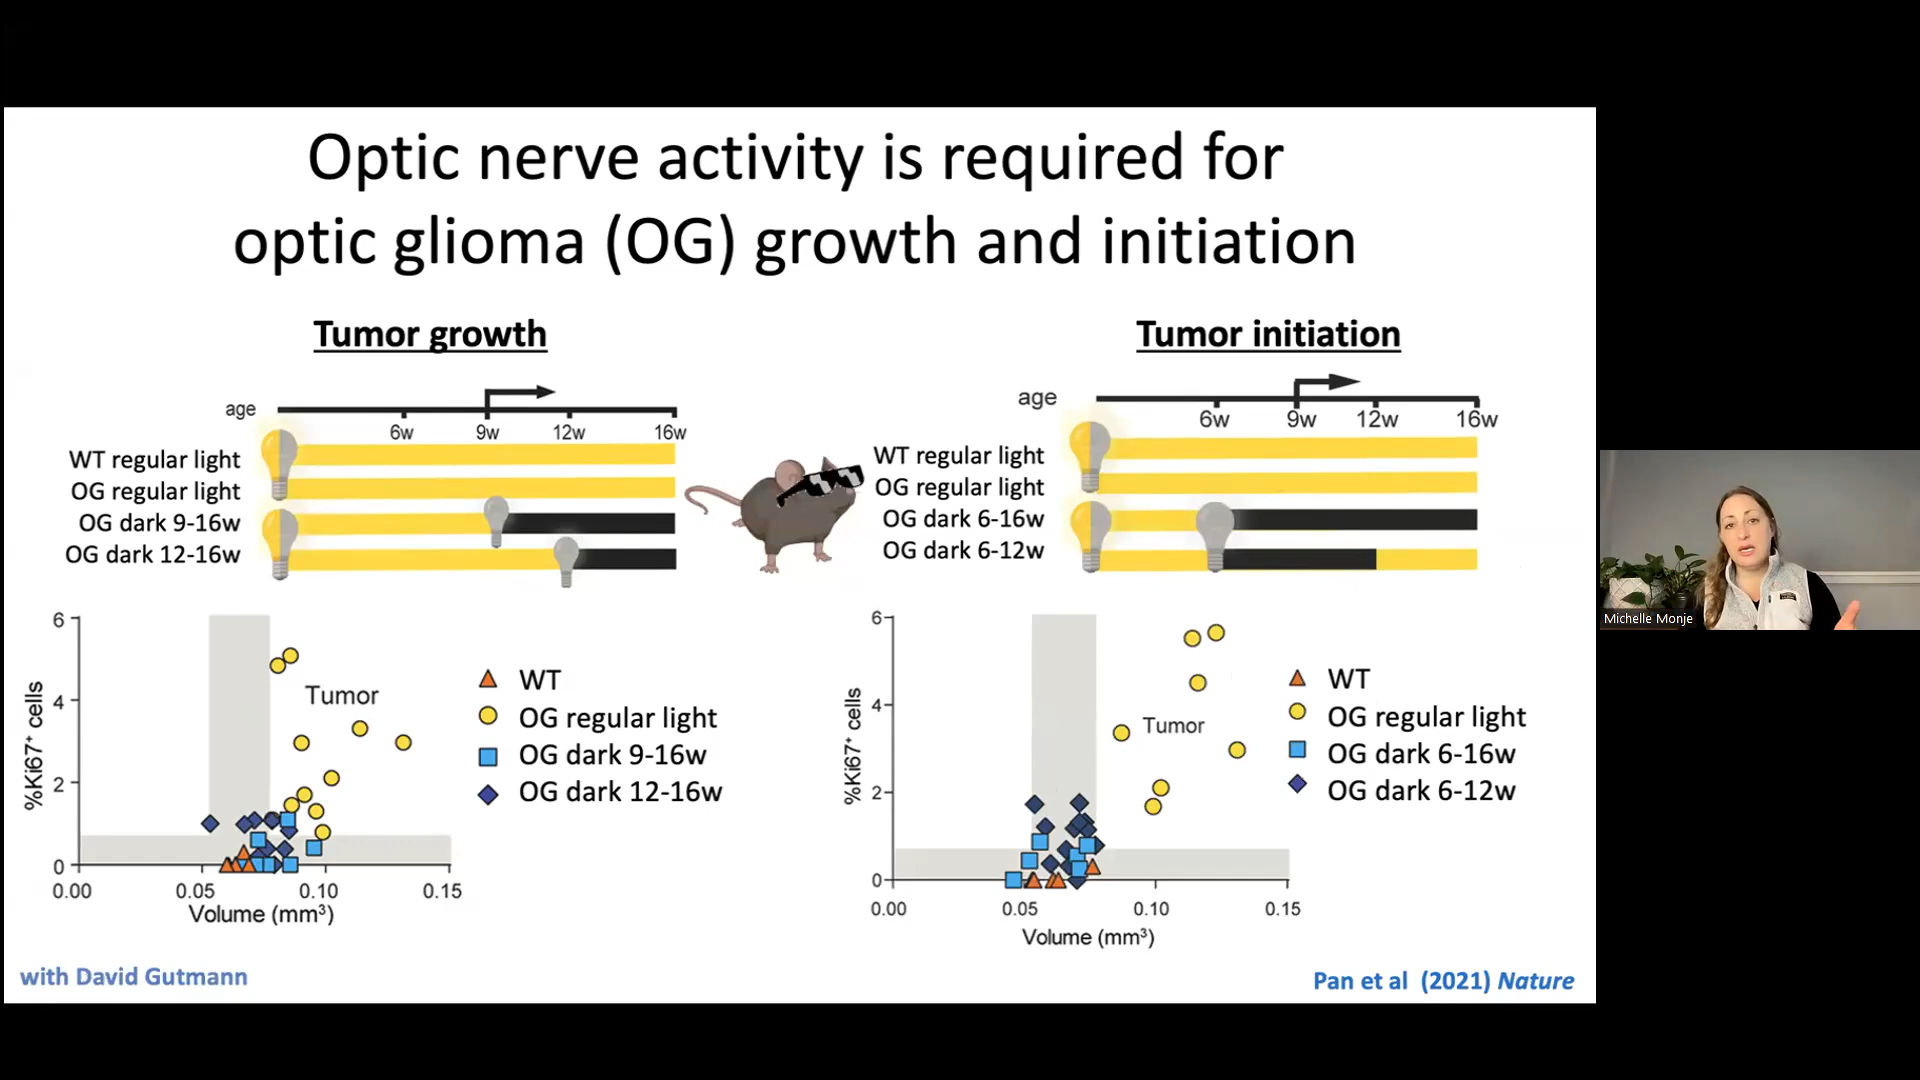 Optic nerve activity is required for
optic glioma (OG) growth and initiation
Tumor growth
age
6w 9w 12w 16w
WT regular light
OG regular light
OG dark 9-16w
OG dark 12-16w
Tumor initiation
age
6w 9w 12w 16w
WT regular light
OG regular light
OG dark 6-16w
OG dark 6-12w
%Ki67⁺ cells
6
4
2
0
0.00 0.05 0.10 0.15
Volume (mm³)
Tumor
WT
OG regular light
OG dark 9-16w
OG dark 12-16w
%Ki67⁺ cells
6
4
2
0
0.00 0.05 0.10 0.15
Volume (mm³)
Tumor
WT
OG regular light
OG dark 6-16w
OG dark 6-12w
with David Gutmann
Pan et al (2021) Nature
Michelle Monje